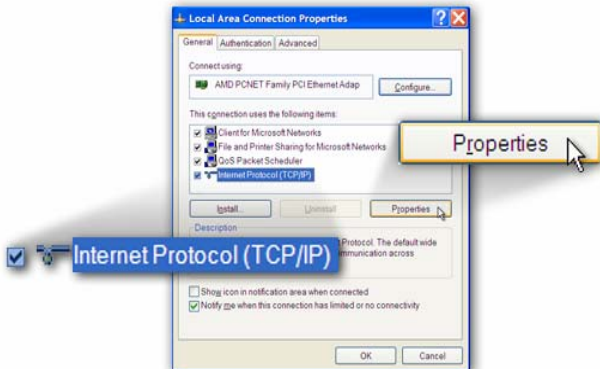 Local Area Connection Properties
General Authentication Advanced
Connect using:
AMD PCNET Family PCI Ethernet Adap
Configure...
This connection uses the following items:
Client for Microsoft Networks
File and Printer Sharing for Microsoft Networks
QoS Packet Scheduler
Internet Protocol (TCP/IP)
Properties
Install... Uninstall Properties
Description
Protocol. The default wide
mmunication across
Internet Protocol (TCP/IP)
Show icon in notification area when connected
Notify me when this connection has limited or no connectivity
OK Cancel